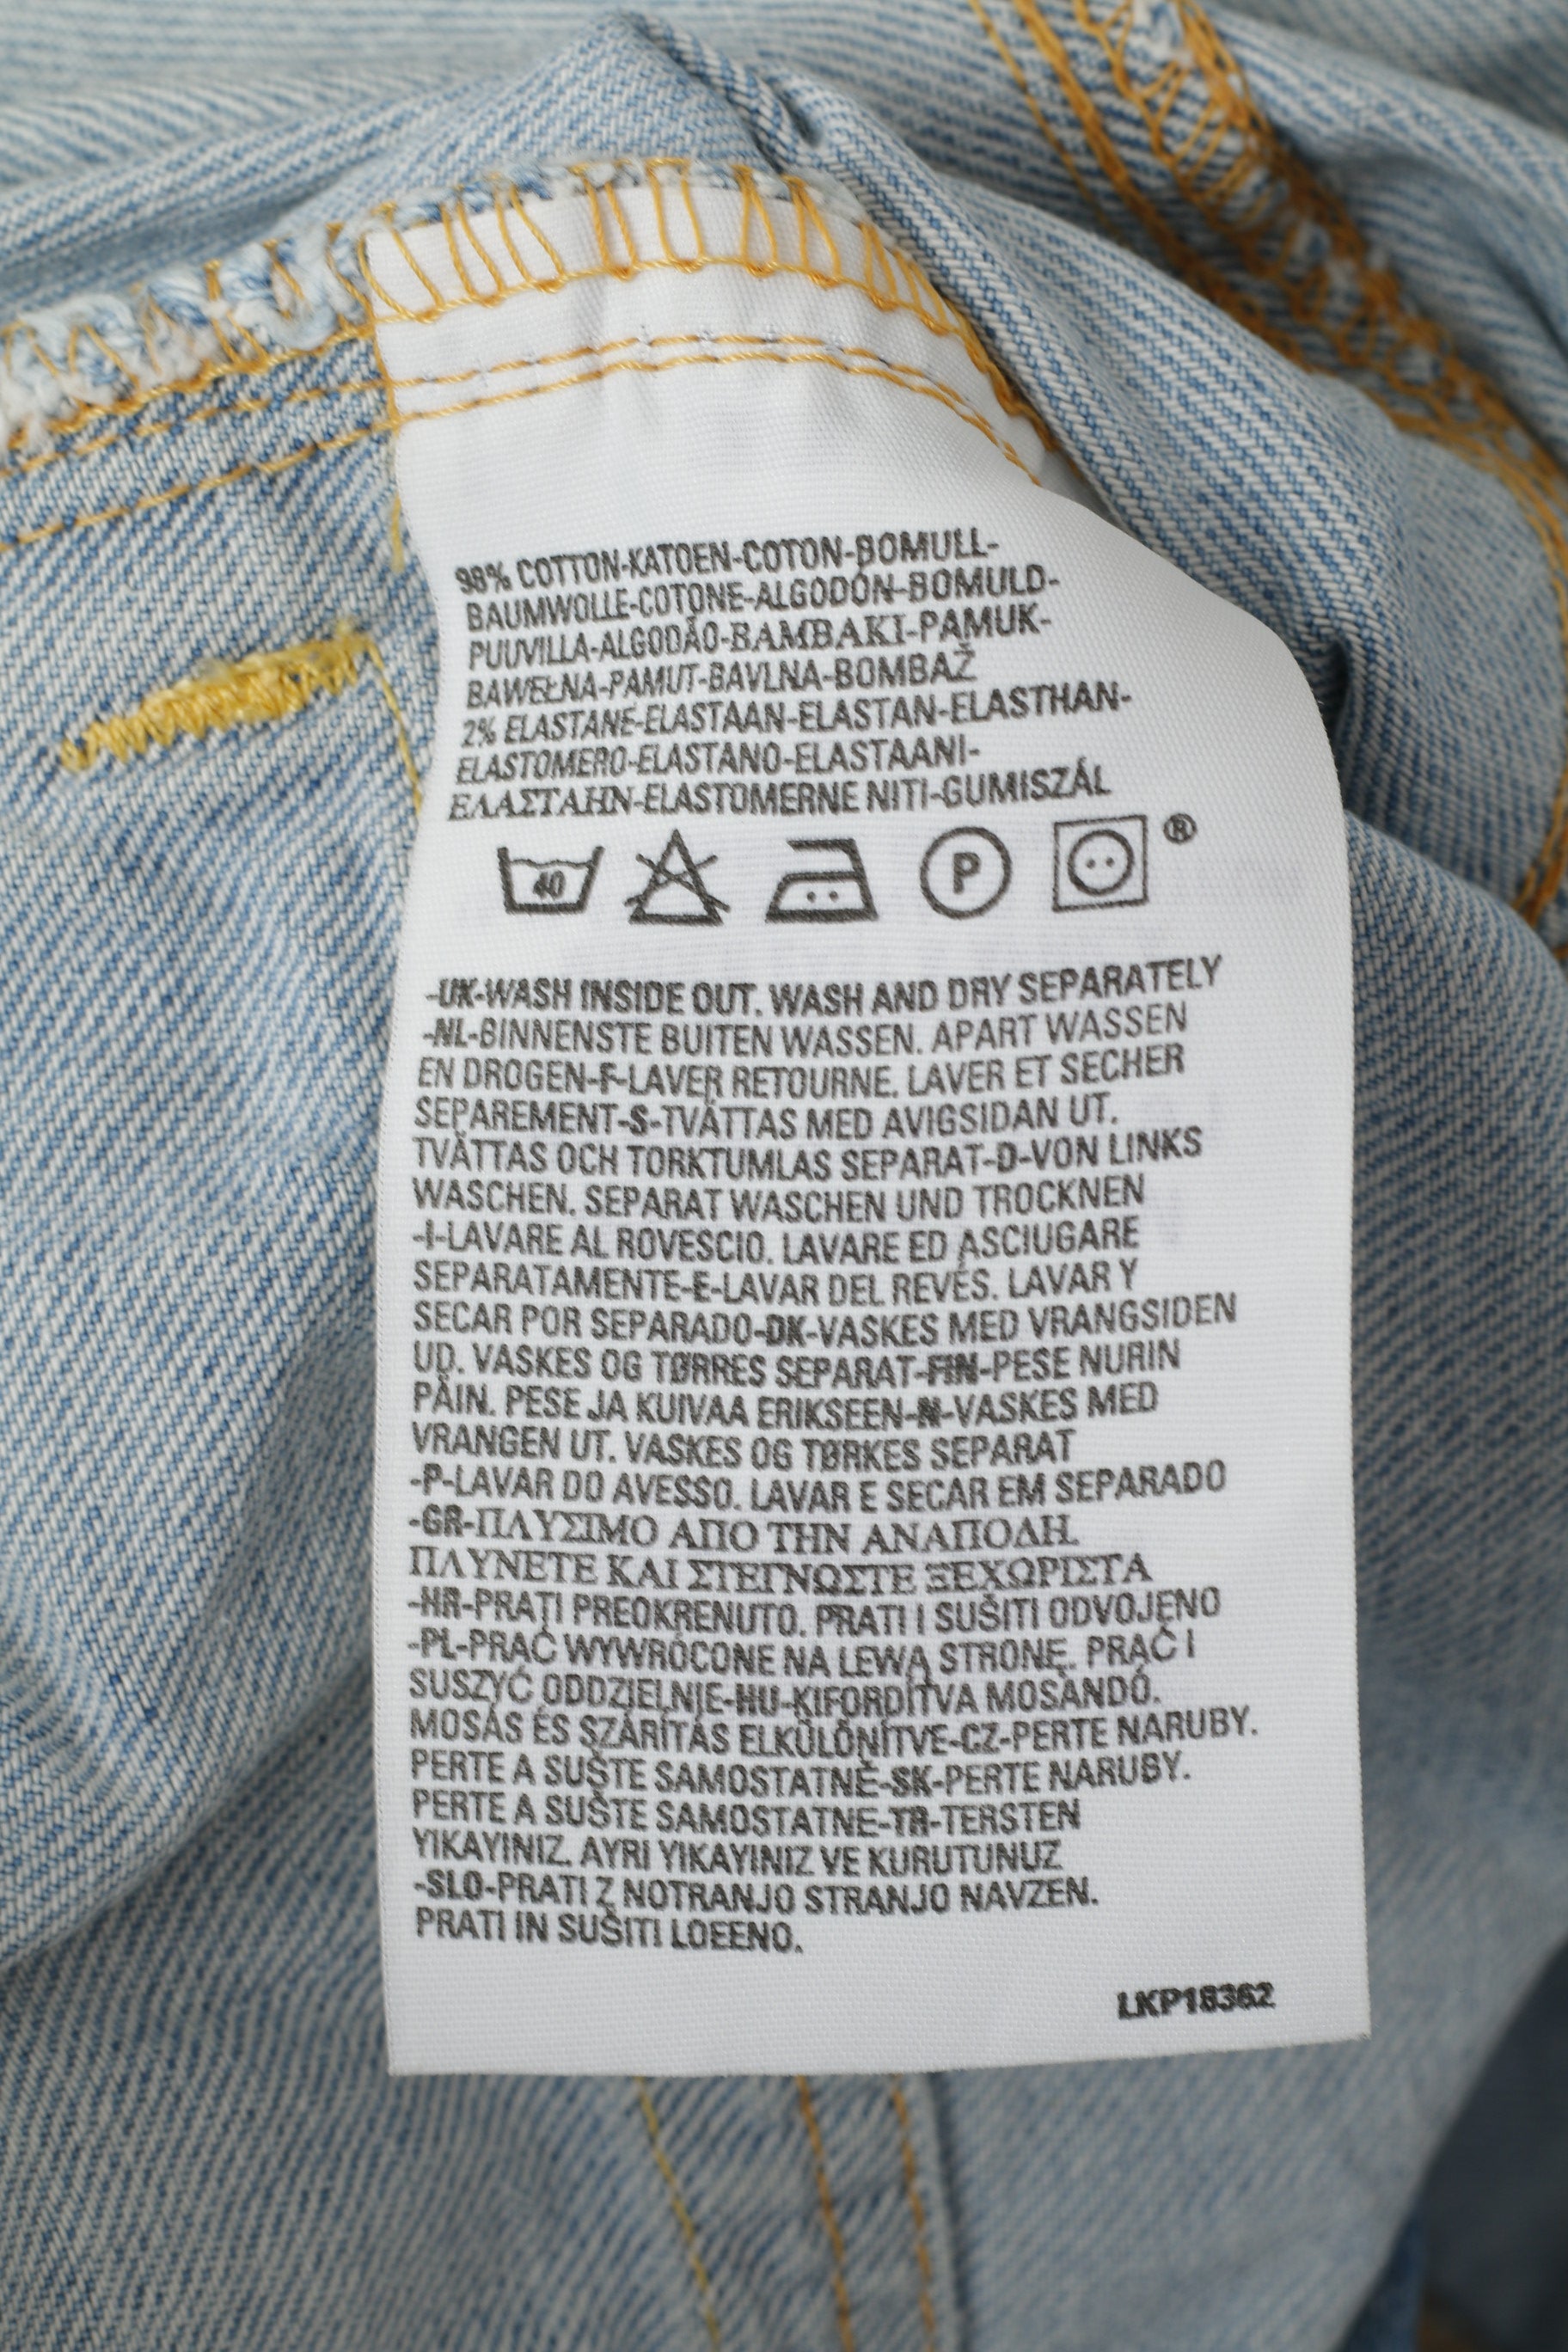 98% COTTON-KATOEN-COTON-BOMULL-
BAUMWOLLE-COTONE-ALGODÓN-BOMULD-
PUUVILLA-ALGODÃO-ΒΑΜΒΑΚΙ-PAMUK-
BAWEŁNA-PAMUT-BAVLNA-BOMBAŽ
2% ELASTANE-ELASTAAN-ELASTAN-ELASTHAN-
ELASTOMERO-ELASTANO-ELASTAANI-
ΕΛΑΣΤΑΗΝ-ELASTOMERNE NITI-GUMISZÁL
40
P
®
-UK-WASH INSIDE OUT. WASH AND DRY SEPARATELY
-NL-BINNENSTE BUITEN WASSEN. APART WASSEN
EN DROGEN-F-LAVER RETOURNE. LAVER ET SECHER
SEPAREMENT-S-TVÄTTAS MED AVIGSIDAN UT.
TVÄTTAS OCH TORKTUMLAS SEPARAT-D-VON LINKS
WASCHEN. SEPARAT WASCHEN UND TROCKNEN
-I-LAVARE AL ROVESCIO. LAVARE ED ASCIUGARE
SEPARATAMENTE-E-LAVAR DEL REVÉS. LAVAR Y
SECAR POR SEPARADO-DK-VASKES MED VRANGSIDEN
UD. VASKES OG TØRRES SEPARAT-FIN-PESE NURIN
PÄIN. PESE JA KUIVAA ERIKSEEN-N-VASKES MED
VRANGEN UT. VASKES OG TØRKES SEPARAT
-P-LAVAR DO AVESSO. LAVAR E SECAR EM SEPARADO
-GR-ΠΛΥΣΙΜΟ ΑΠΟ ΤΗΝ ΑΝΑΠΟΔΗ.
ΠΛΥΝΕΤΕ ΚΑΙ ΣΤΕΓΝΩΣΤΕ ΞΕΧΩΡΙΣΤΑ
-HR-PRATI PREOKRENUTO. PRATI I SUŠITI ODVOJENO
-PL-PRAĆ WYWRÓCONE NA LEWĄ STRONĘ. PRAĆ I
SUSZYĆ ODDZIELNIE-HU-KIFORDÍTVA MOSANDÓ.
MOSÁS ÉS SZÁRÍTÁS ELKÜLÖNÍTVE-CZ-PERTE NARUBY.
PERTE A SUŠTE SAMOSTATNĚ-SK-PERTE NARUBY.
PERTE A SUŠTE SAMOSTATNE-TR-TERSTEN
YIKAYINIZ. AYRI YIKAYINIZ VE KURUTUNUZ
-SLO-PRATI Z NOTRANJO STRANJO NAVZEN.
PRATI IN SUŠITI LOEENO.
LKP18362